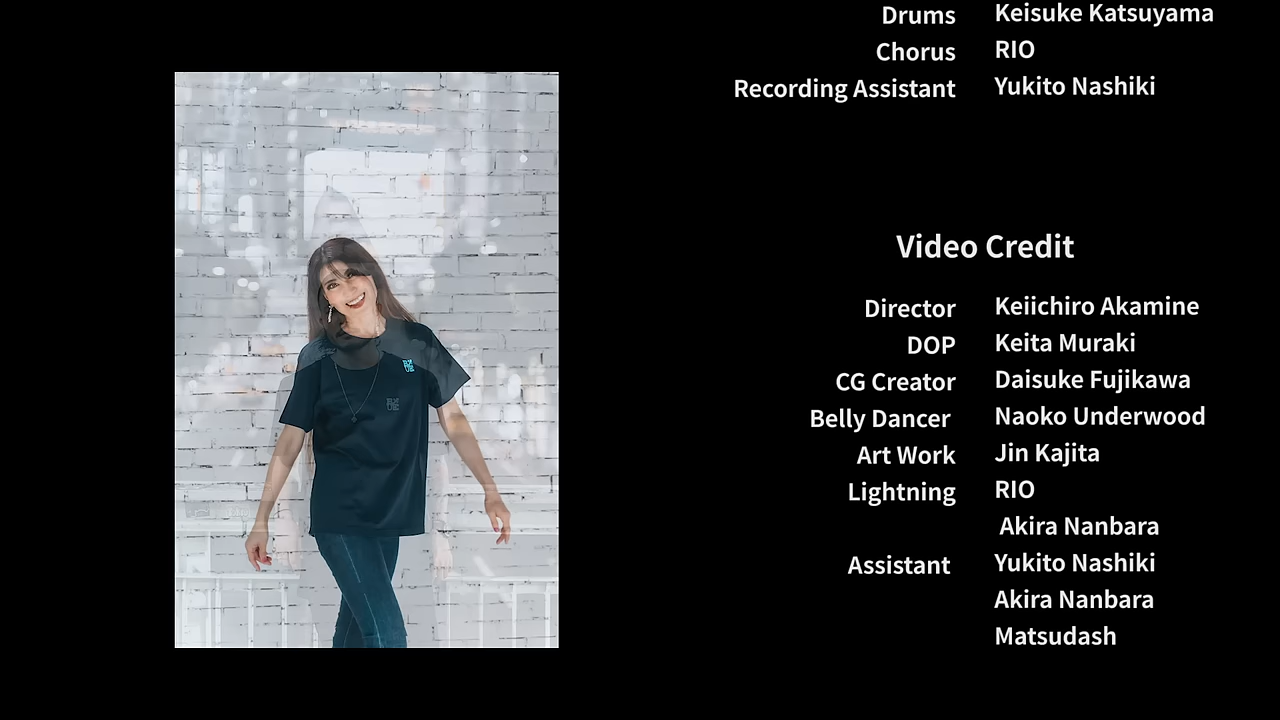 Drums Keisuke Katsuyama
Chorus RIO
Recording Assistant Yukito Nashiki
Video Credit
Director Keiichiro Akamine
DOP Keita Muraki
CG Creator Daisuke Fujikawa
Belly Dancer Naoko Underwood
Art Work Jin Kajita
Lightning RIO
Akira Nanbara
Assistant Yukito Nashiki
Akira Nanbara
Matsudash